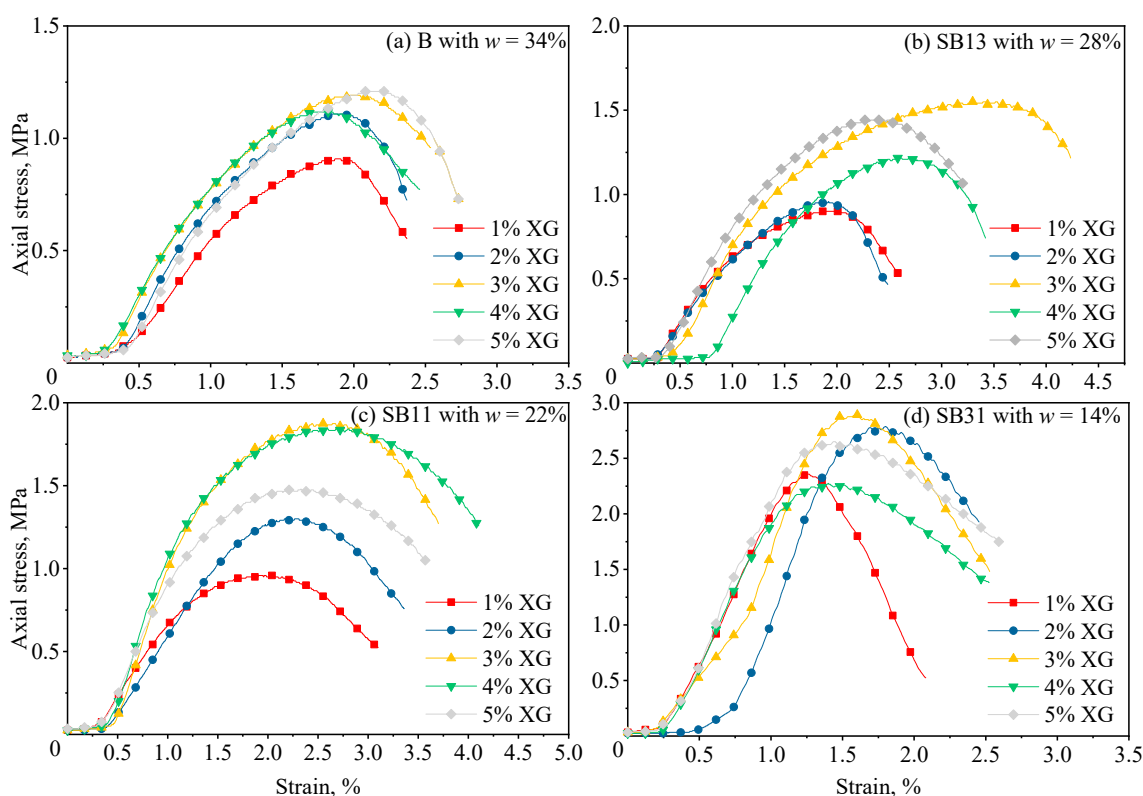 (a) B with w = 34%
1.5
1.0
0.5
0
Axial stress, MPa
1% XG
2% XG
3% XG
4% XG
5% XG
0.5 1.0 1.5 2.0 2.5 3.0 3.5
(b) SB13 with w = 28%
2.0
1.5
1.0
0.5
0
1% XG
2% XG
3% XG
4% XG
5% XG
0.5 1.0 1.5 2.0 2.5 3.0 3.5 4.0 4.5
(c) SB11 with w = 22%
2.0
1.5
1.0
0.5
0
Axial stress, MPa
1% XG
2% XG
3% XG
4% XG
5% XG
0.5 1.0 1.5 2.0 2.5 3.0 3.5 4.0 4.5 5.0
Strain, %
(d) SB31 with w = 14%
3.0
2.5
2.0
1.5
1.0
0.5
0
1% XG
2% XG
3% XG
4% XG
5% XG
0.5 1.0 1.5 2.0 2.5 3.0 3.5
Strain, %